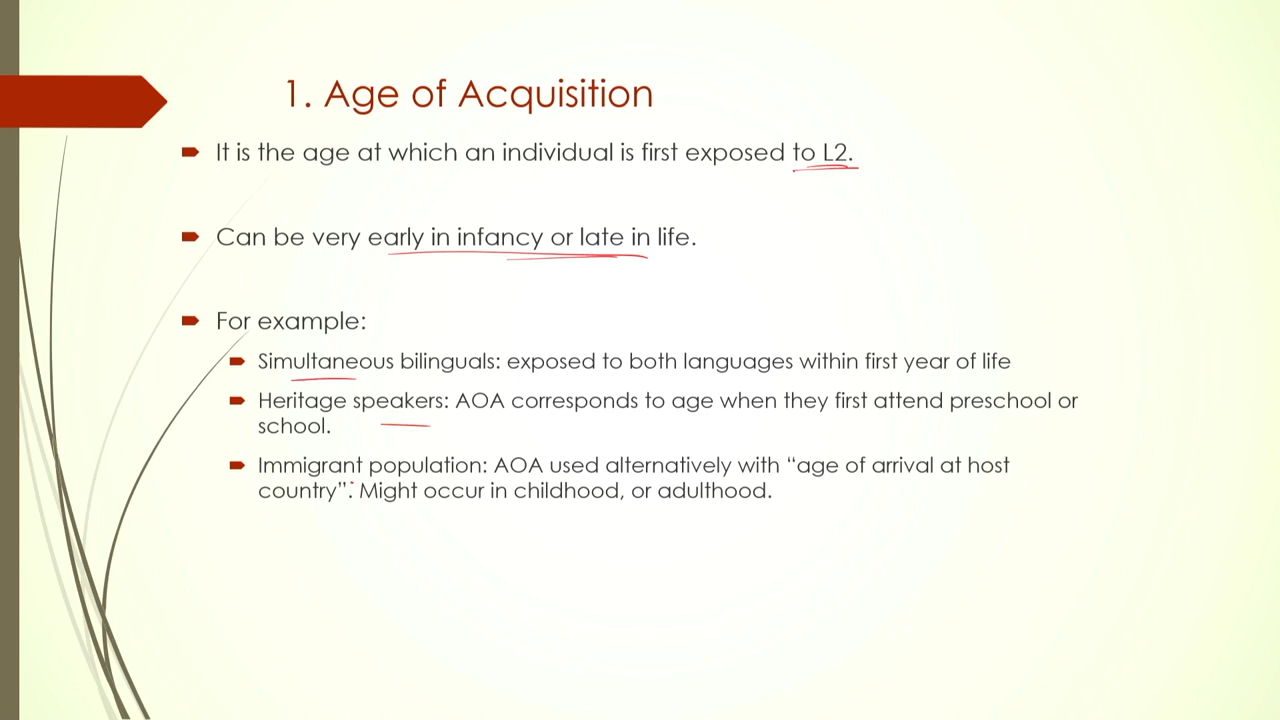 1. Age of Acquisition
It is the age at which an individual is first exposed to L2.
Can be very early in infancy or late in life.
For example:
Simultaneous bilinguals: exposed to both languages within first year of life
Heritage speakers: AOA corresponds to age when they first attend preschool or
school.
Immigrant population: AOA used alternatively with “age of arrival at host
country”. Might occur in childhood, or adulthood.